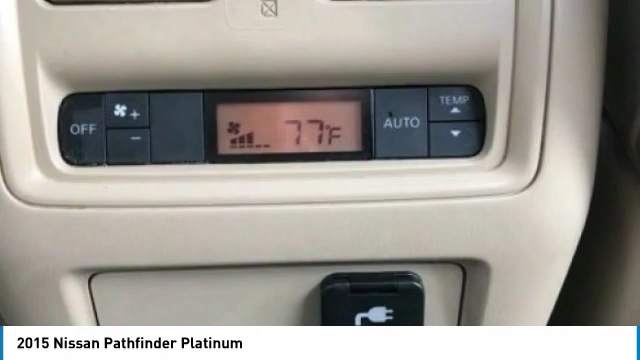 OFF
+
-
77°F
AUTO
TEMP
2015 Nissan Pathfinder Platinum